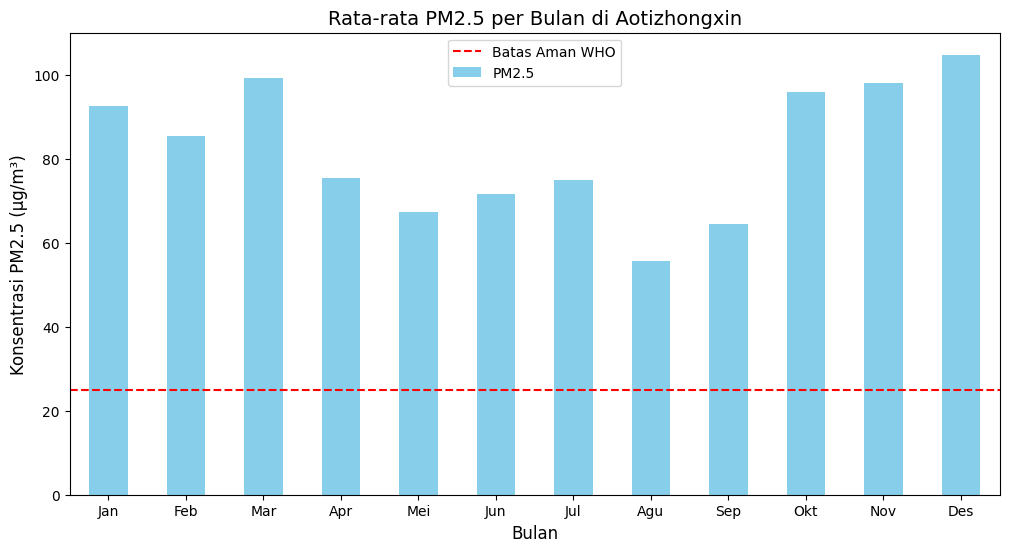 Rata-rata PM2.5 per Bulan di Aotizhongxin
Batas Aman WHO
PM2.5
Konsentrasi PM2.5 (µg/m³)
100
80
60
40
20
0
Jan Feb Mar Apr Mei Jun Jul Agu Sep Okt Nov Des
Bulan